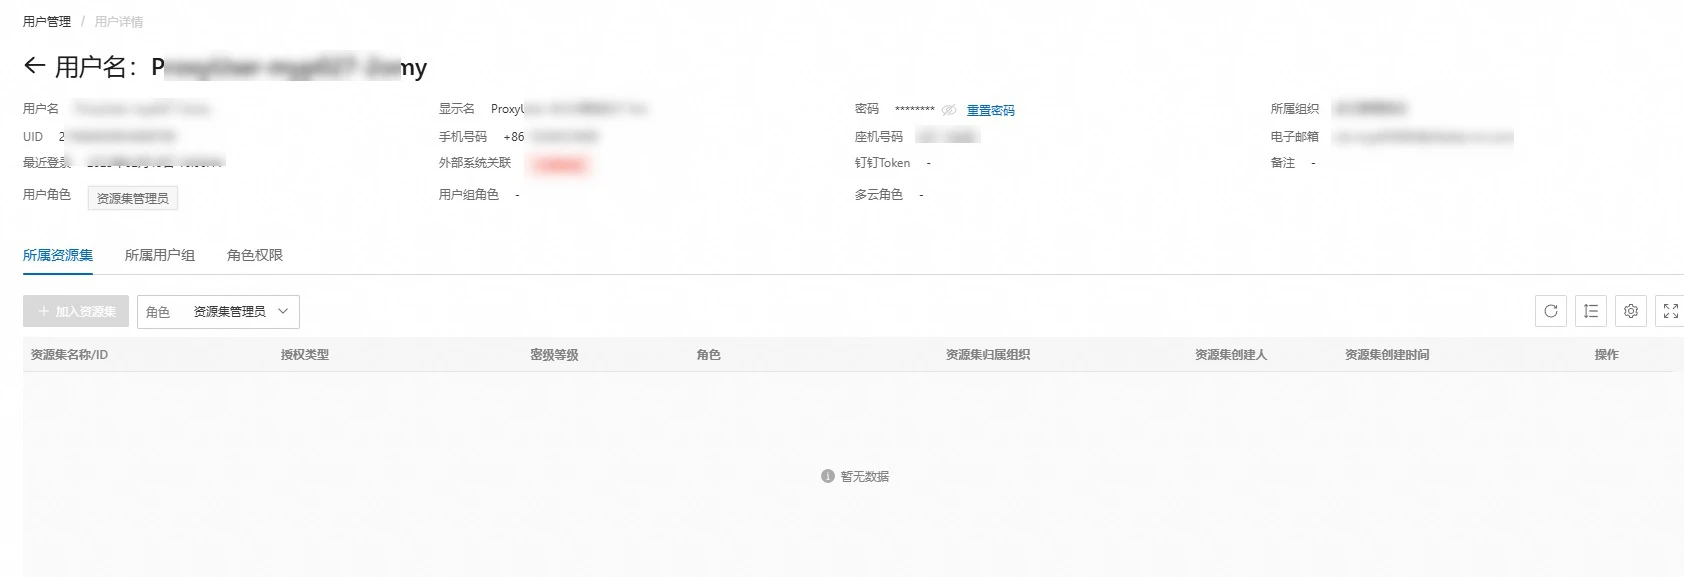 用户管理 / 用户详情
用户名：
用户名
显示名
密码 ******** 重置密码
所属组织
UID
手机号码 +86
座机号码
电子邮箱
最近登录
外部系统关联
钉钉Token -
备注 -
用户角色 资源集管理员
用户组角色 -
多云角色 -
所属资源集 所属用户组 角色权限
+ 加入资源集 角色 资源集管理员
资源集名称/ID 授权类型 密级等级 角色 资源集归属组织 资源集创建人 资源集创建时间 操作
暂无数据